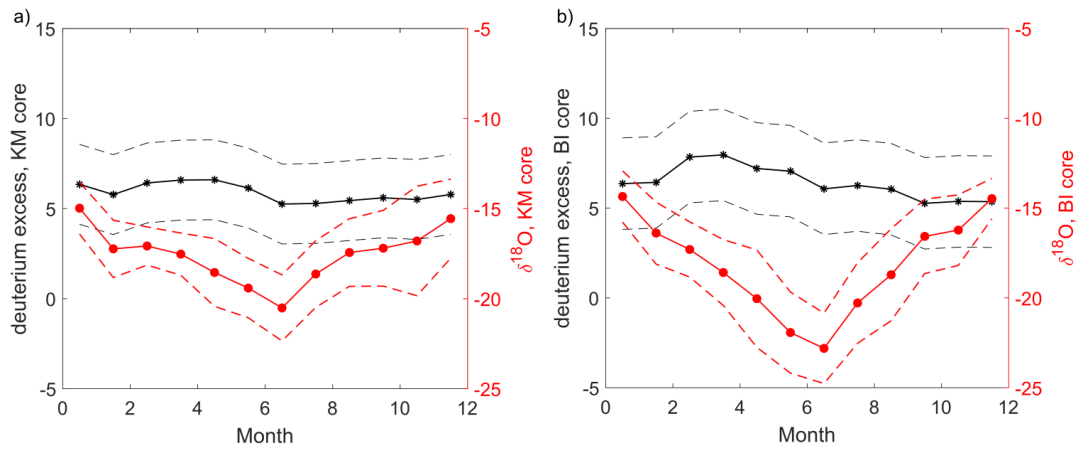 a)
15
10
5
0
-5
deuterium excess, KM core
-5
-10
-15
-20
-25
δ¹⁸O, KM core
0 2 4 6 8 10 12
Month
b)
15
10
5
0
-5
deuterium excess, BI core
-5
-10
-15
-20
-25
δ¹⁸O, BI core
0 2 4 6 8 10 12
Month